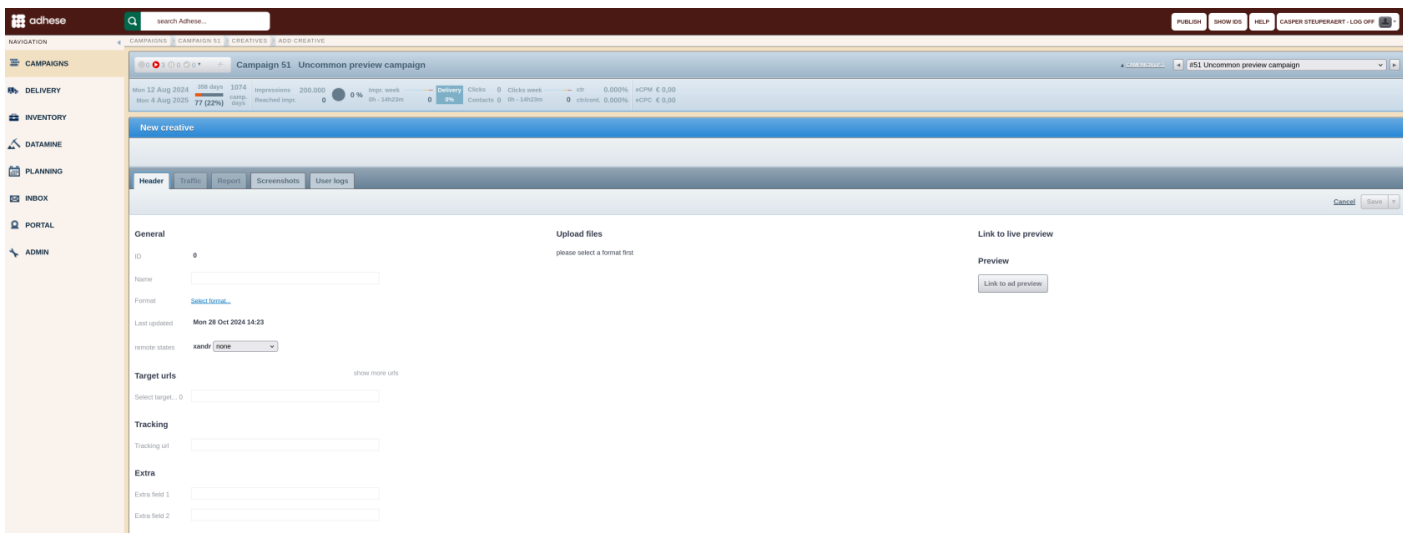 adhese
search Adhese...
PUBLISH SHOW IDS HELP CASPER STEUPERAERT - LOG OFF
NAVIGATION
CAMPAIGNS CAMPAIGN 51 CREATIVES ADD CREATIVE
CAMPAIGNS
DELIVERY
INVENTORY
DATAMINE
PLANNING
INBOX
PORTAL
ADMIN
0 3 0 0
Campaign 51 Uncommon preview campaign
#51 Uncommon preview campaign
Mon 12 Aug 2024 358 days 1074 Impressions 200.000 0 % Impr. week Delivery Clicks 0 Clicks week ctr 0.000% eCPM € 0,00
Mon 4 Aug 2025 77 (22%) camp. days Reached impr. 0 0h - 14h23m 0 0% Contacts 0 0h - 14h23m 0 ctr/cont. 0.000% eCPC € 0,00
New creative
Header Traffic Report Screenshots User logs
Cancel Save
General
ID 0
Name
Format Select format...
Last updated Mon 28 Oct 2024 14:23
remote states xandr none
Target urls show more urls
Select target... 0
Tracking
Tracking url
Extra
Extra field 1
Extra field 2
Upload files
please select a format first
Link to live preview
Preview
Link to ad preview